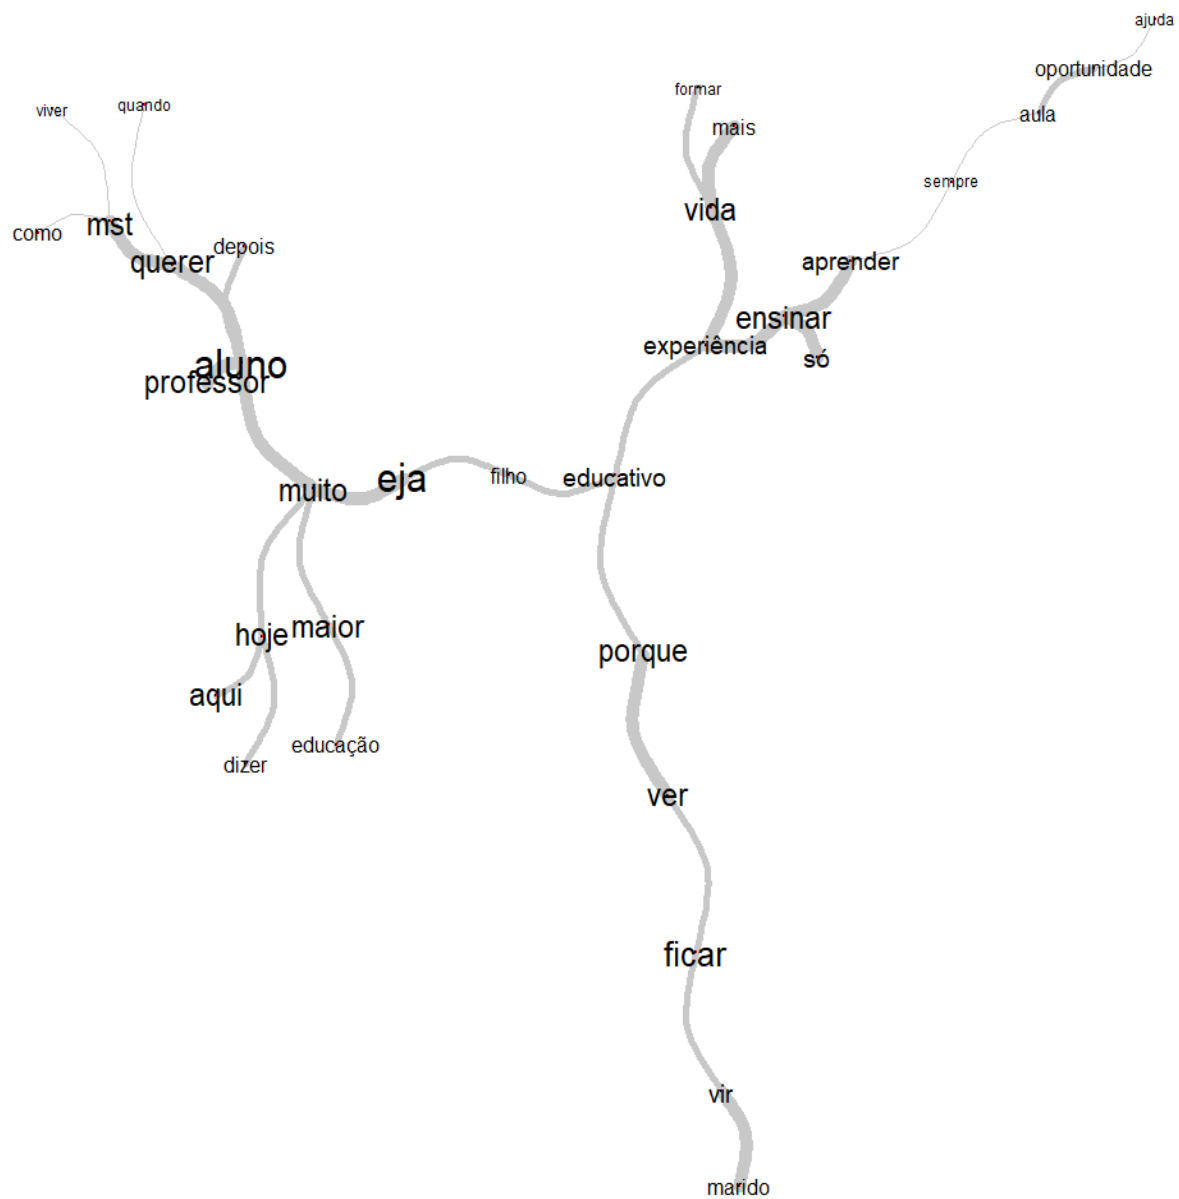 ajuda
oportunidade
formar
viver
quando
aula
mais
sempre
vida
mst
como
depois
querer
aprender
ensinar
experiência
só
aluno
professor
filho
educativo
eja
muito
maior
hoje
porque
aqui
educação
dizer
ver
ficar
vir
marido